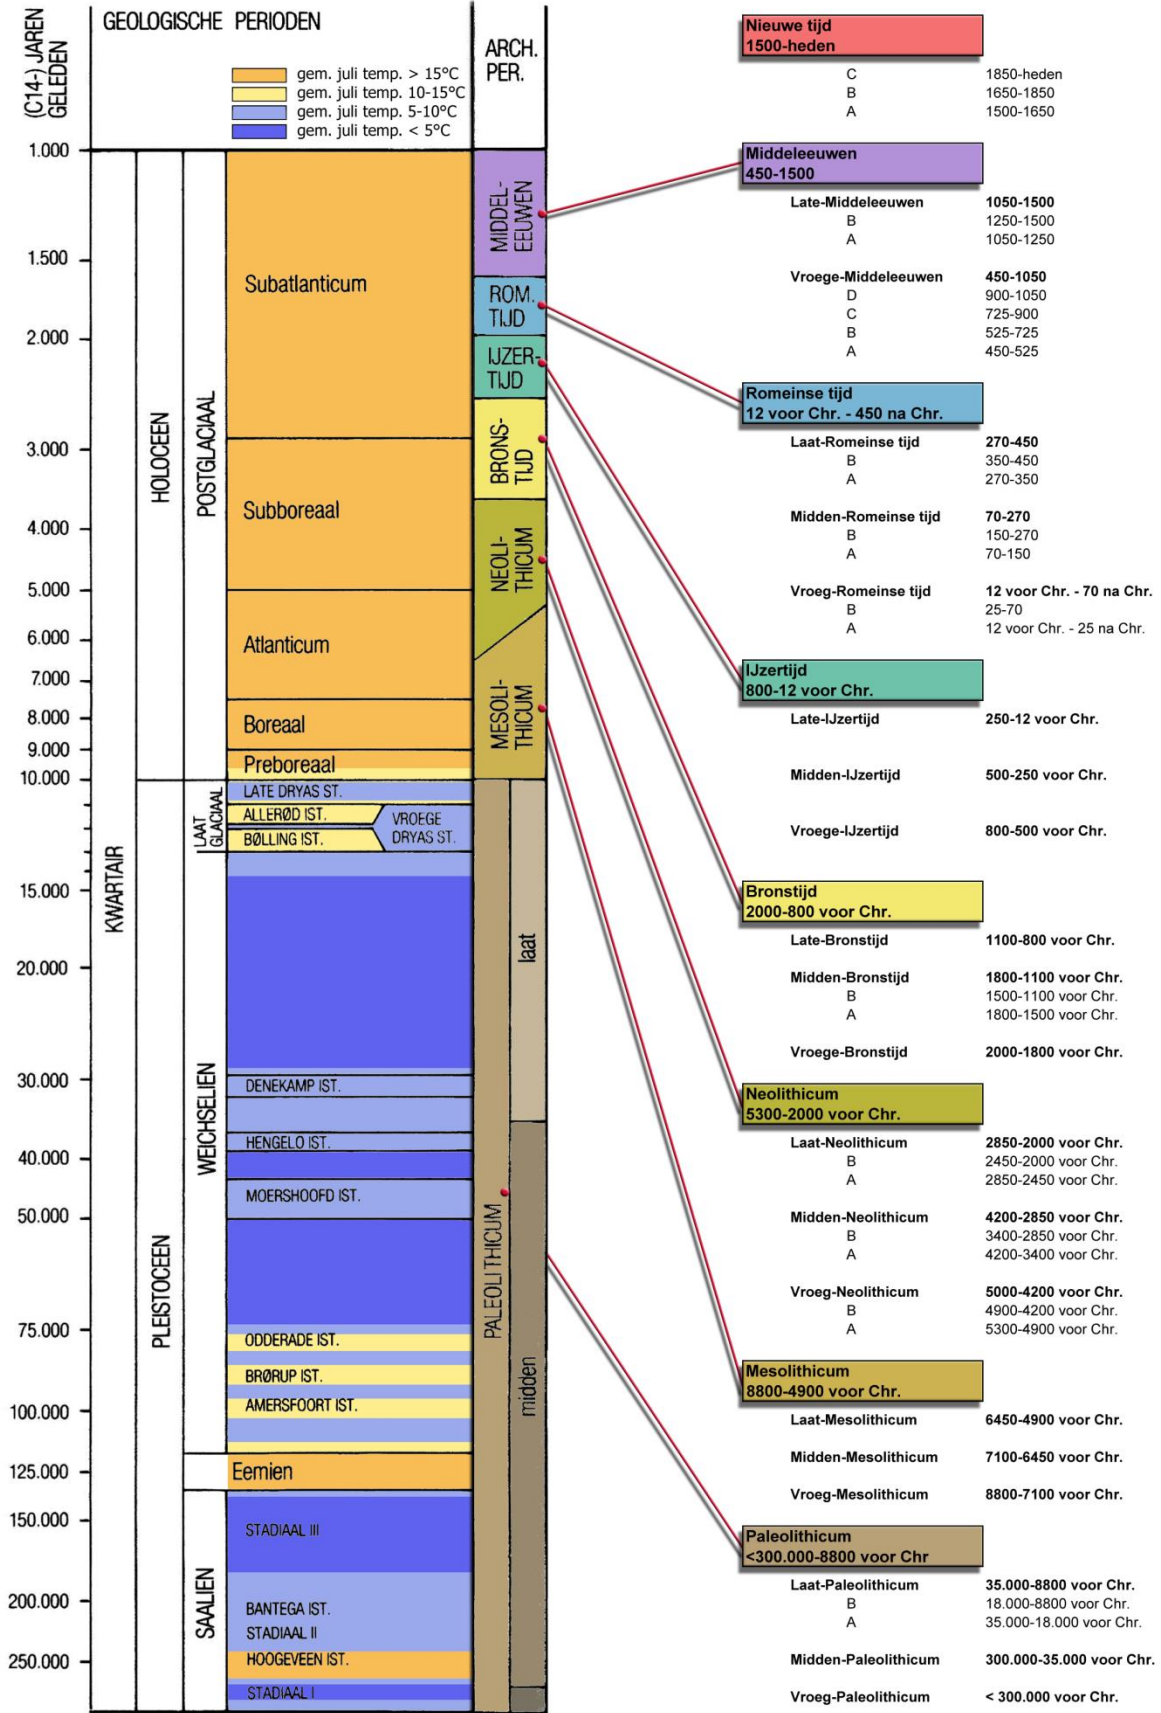 GEOLOGISCHE PERIODEN
(C14-) JAREN
GELEDEN
gem. juli temp. > 15°C
gem. juli temp. 10-15°C
gem. juli temp. 5-10°C
gem. juli temp. < 5°C
ARCH.
PER.
1.000
1.500
2.000
3.000
4.000
5.000
6.000
7.000
8.000
9.000
10.000
15.000
20.000
30.000
40.000
50.000
75.000
100.000
125.000
150.000
200.000
250.000
KWARTAIR
HOLOCEEN
PLEISTOCEEN
POSTGLACIAAL
LAAT
GLACIAAL
WEICHSELIEN
SAALIEN
Subatlanticum
Subboreaal
Atlanticum
Boreaal
Preboreaal
LATE DRYAS ST.
ALLERØD IST.
VROEGE
DRYAS ST.
BØLLING IST.
DENEKAMP IST.
HENGELO IST.
MOERSHOOFD IST.
ODDERADE IST.
BRØRUP IST.
AMERSFOORT IST.
Eemien
STADIAAL III
BANTEGA IST.
STADIAAL II
HOOGEVEEN IST.
STADIAAL I
MIDDEL-
EEUWEN
ROM.
TIJD
IJZER-
TIJD
BRONS-
TIJD
NEOLI-
THICUM
MESOLI-
THICUM
PALEOLITHICUM
laat
midden
Nieuwe tijd
1500-heden
C 1850-heden
B 1650-1850
A 1500-1650
Middeleeuwen
450-1500
Late-Middeleeuwen 1050-1500
B 1250-1500
A 1050-1250
Vroege-Middeleeuwen 450-1050
D 900-1050
C 725-900
B 525-725
A 450-525
Romeinse tijd
12 voor Chr. - 450 na Chr.
Laat-Romeinse tijd 270-450
B 350-450
A 270-350
Midden-Romeinse tijd 70-270
B 150-270
A 70-150
Vroeg-Romeinse tijd 12 voor Chr. - 70 na Chr.
B 25-70
A 12 voor Chr. - 25 na Chr.
IJzertijd
800-12 voor Chr.
Late-IJzertijd 250-12 voor Chr.
Midden-IJzertijd 500-250 voor Chr.
Vroege-IJzertijd 800-500 voor Chr.
Bronstijd
2000-800 voor Chr.
Late-Bronstijd 1100-800 voor Chr.
Midden-Bronstijd 1800-1100 voor Chr.
B 1500-1100 voor Chr.
A 1800-1500 voor Chr.
Vroege-Bronstijd 2000-1800 voor Chr.
Neolithicum
5300-2000 voor Chr.
Laat-Neolithicum 2850-2000 voor Chr.
B 2450-2000 voor Chr.
A 2850-2450 voor Chr.
Midden-Neolithicum 4200-2850 voor Chr.
B 3400-2850 voor Chr.
A 4200-3400 voor Chr.
Vroeg-Neolithicum 5000-4200 voor Chr.
B 4900-4200 voor Chr.
A 5300-4900 voor Chr.
Mesolithicum
8800-4900 voor Chr.
Laat-Mesolithicum 6450-4900 voor Chr.
Midden-Mesolithicum 7100-6450 voor Chr.
Vroeg-Mesolithicum 8800-7100 voor Chr.
Paleolithicum
<300.000-8800 voor Chr
Laat-Paleolithicum 35.000-8800 voor Chr.
B 18.000-8800 voor Chr.
A 35.000-18.000 voor Chr.
Midden-Paleolithicum 300.000-35.000 voor Chr.
Vroeg-Paleolithicum < 300.000 voor Chr.